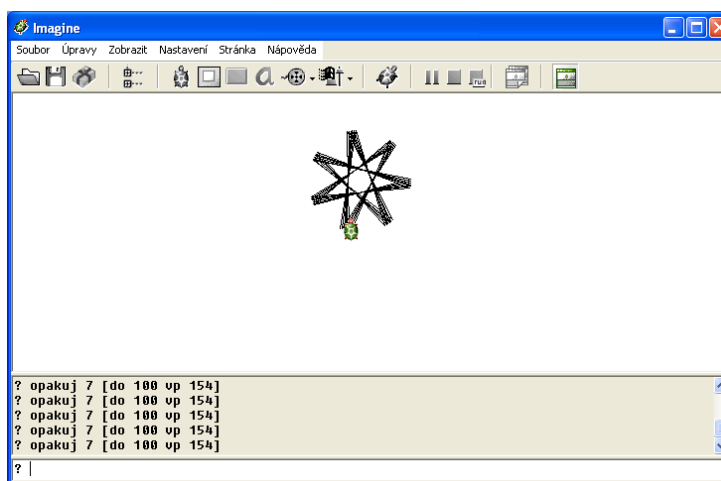 Imagine
Soubor Úpravy Zobrazit Nastavení Stránka Nápověda
? opakuj 7 [do 100 vp 154]
? opakuj 7 [do 100 vp 154]
? opakuj 7 [do 100 vp 154]
? opakuj 7 [do 100 vp 154]
? opakuj 7 [do 100 vp 154]
?